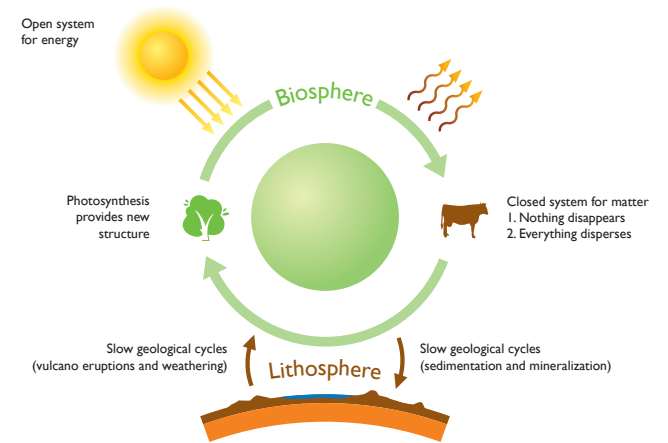 Open system
for energy
Biosphere
Photosynthesis
provides new
structure
Closed system for matter
1. Nothing disappears
2. Everything disperses
Slow geological cycles
(vulcano eruptions and weathering)
Lithosphere
Slow geological cycles
(sedimentation and mineralization)